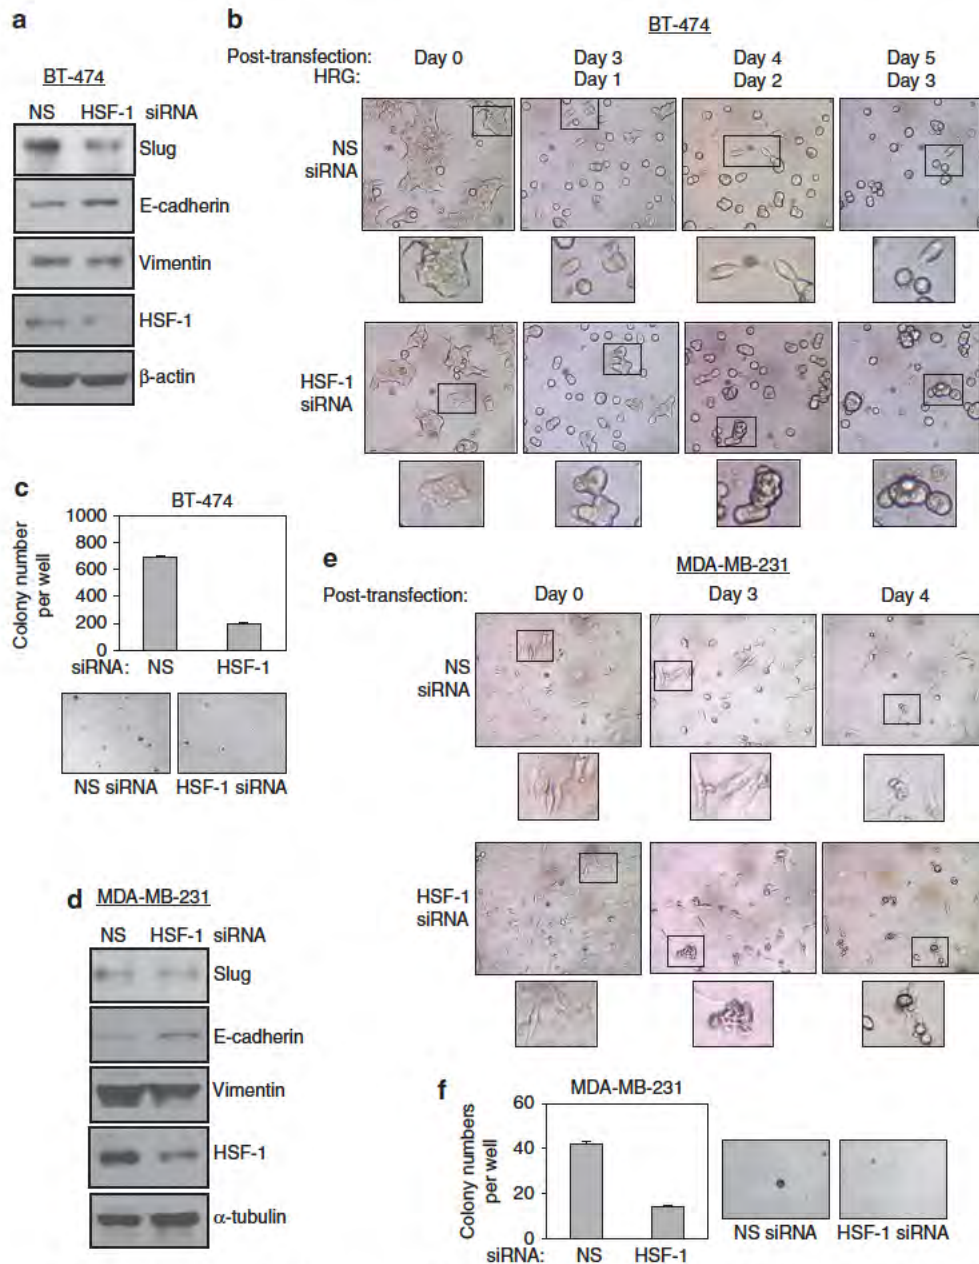 a
BT-474
NS HSF-1 siRNA
Slug
E-cadherin
Vimentin
HSF-1
β-actin
b
BT-474
Post-transfection: Day 0 Day 3 Day 4 Day 5
HRG: Day 1 Day 2 Day 3
NS
siRNA
HSF-1
siRNA
c
BT-474
Colony number
per well
1000
800
600
400
200
0
siRNA: NS HSF-1
NS siRNA HSF-1 siRNA
d
MDA-MB-231
NS HSF-1 siRNA
Slug
E-cadherin
Vimentin
HSF-1
α-tubulin
e
MDA-MB-231
Post-transfection: Day 0 Day 3 Day 4
NS
siRNA
HSF-1
siRNA
f
MDA-MB-231
Colony numbers
per well
60
40
20
0
siRNA: NS HSF-1
NS siRNA HSF-1 siRNA